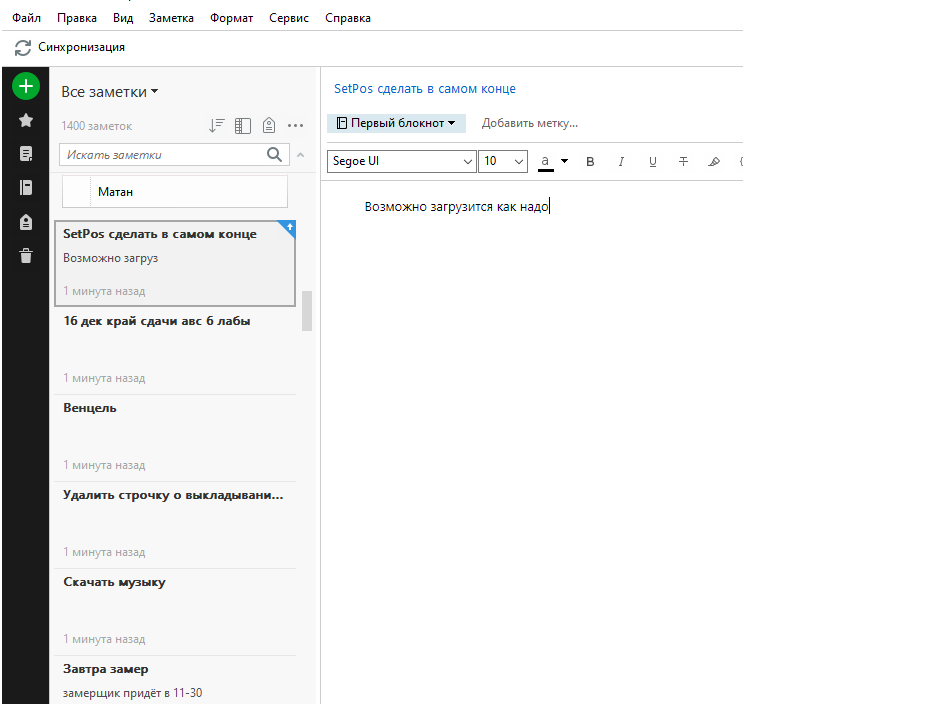 Файл Правка Вид Заметка Формат Сервис Справка
Синхронизация
Все заметки
1400 заметок
Искать заметки
Матан
SetPos сделать в самом конце
Возможно загруз
1 минута назад
16 дек край сдачи авс 6 лабы
1 минута назад
Венцель
1 минута назад
Удалить строчку о выкладывани...
1 минута назад
Скачать музыку
1 минута назад
Завтра замер
замерщик придёт в 11-30
SetPos сделать в самом конце
Первый блокнот Добавить метку...
Segoe UI 10 a B I U T
Возможно загрузится как надо